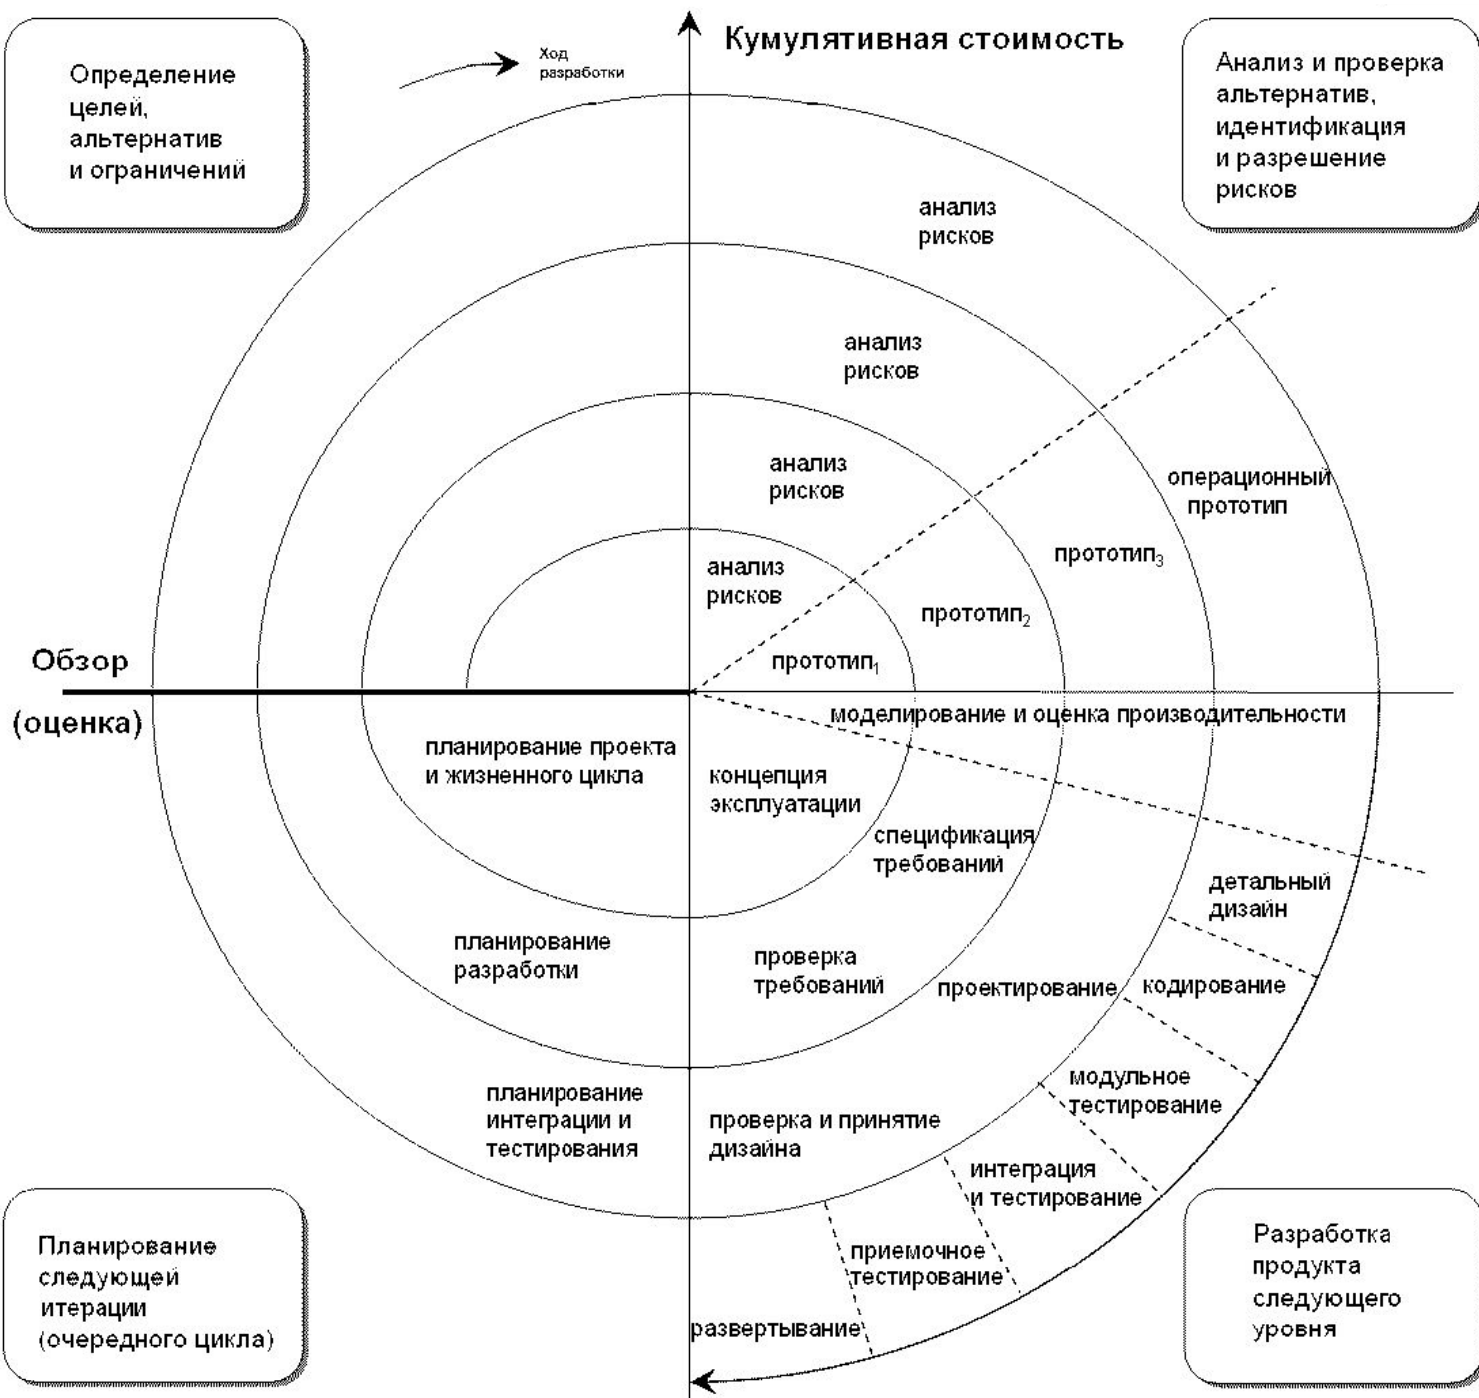 Кумулятивная стоимость
Ход
разработки
Определение
целей,
альтернатив
и ограничений
Анализ и проверка
альтернатив,
идентификация
и разрешение
рисков
анализ
рисков
анализ
рисков
анализ
рисков
анализ
рисков
операционный
прототип
прототип3
прототип2
прототип1
Обзор
(оценка)
моделирование и оценка производительности
планирование проекта
и жизненного цикла
концепция
эксплуатации
спецификация
требований
детальный
дизайн
планирование
разработки
проверка
требований
проектирование
кодирование
планирование
интеграции и
тестирования
проверка и принятие
дизайна
модульное
тестирование
интеграция
и тестирование
приемочное
тестирование
развертывание
Планирование
следующей
итерации
(очередного цикла)
Разработка
продукта
следующего
уровня